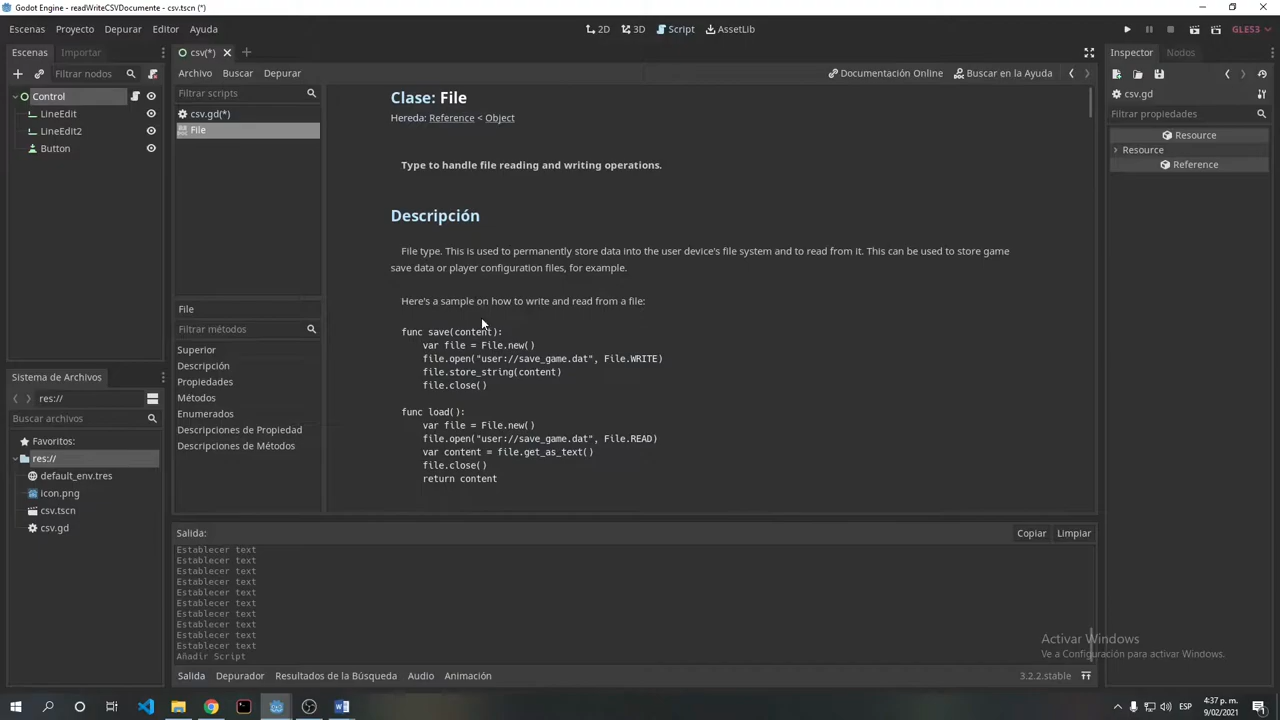 Godot Engine - readWriteCSVDocumente - csv.tscn (*)
Escenas Proyecto Depurar Editor Ayuda
2D 3D Script AssetLib
GLES3
Escenas Importar
csv(*)
Inspector Nodos
Filtrar nodos
Archivo Buscar Depurar
Documentación Online Buscar en la Ayuda
Control
LineEdit
LineEdit2
Button
Filtrar scripts
csv.gd(*)
File
Clase: File
Hereda: Reference < Object
Type to handle file reading and writing operations.
Descripción
File type. This is used to permanently store data into the user device's file system and to read from it. This can be used to store game
save data or player configuration files, for example.
Here's a sample on how to write and read from a file:
func save(content):
var file = File.new()
file.open("user://save_game.dat", File.WRITE)
file.store_string(content)
file.close()
func load():
var file = File.new()
file.open("user://save_game.dat", File.READ)
var content = file.get_as_text()
file.close()
return content
csv.gd
Filtrar propiedades
Resource
Resource
Reference
File
Filtrar métodos
Superior
Descripción
Propiedades
Métodos
Enumerados
Descripciones de Propiedad
Descripciones de Métodos
Sistema de Archivos
res://
Buscar archivos
Favoritos:
res://
default_env.tres
icon.png
csv.tscn
csv.gd
Salida:
Copiar Limpiar
Establecer text
Establecer text
Establecer text
Establecer text
Establecer text
Establecer text
Establecer text
Establecer text
Establecer text
Establecer text
Añadir Script
Salida Depurador Resultados de la Búsqueda Audio Animación
3.2.2.stable
Activar Windows
Ve a Configuración para activar Windows.
ESP
4:37 p. m.
9/02/2021
1